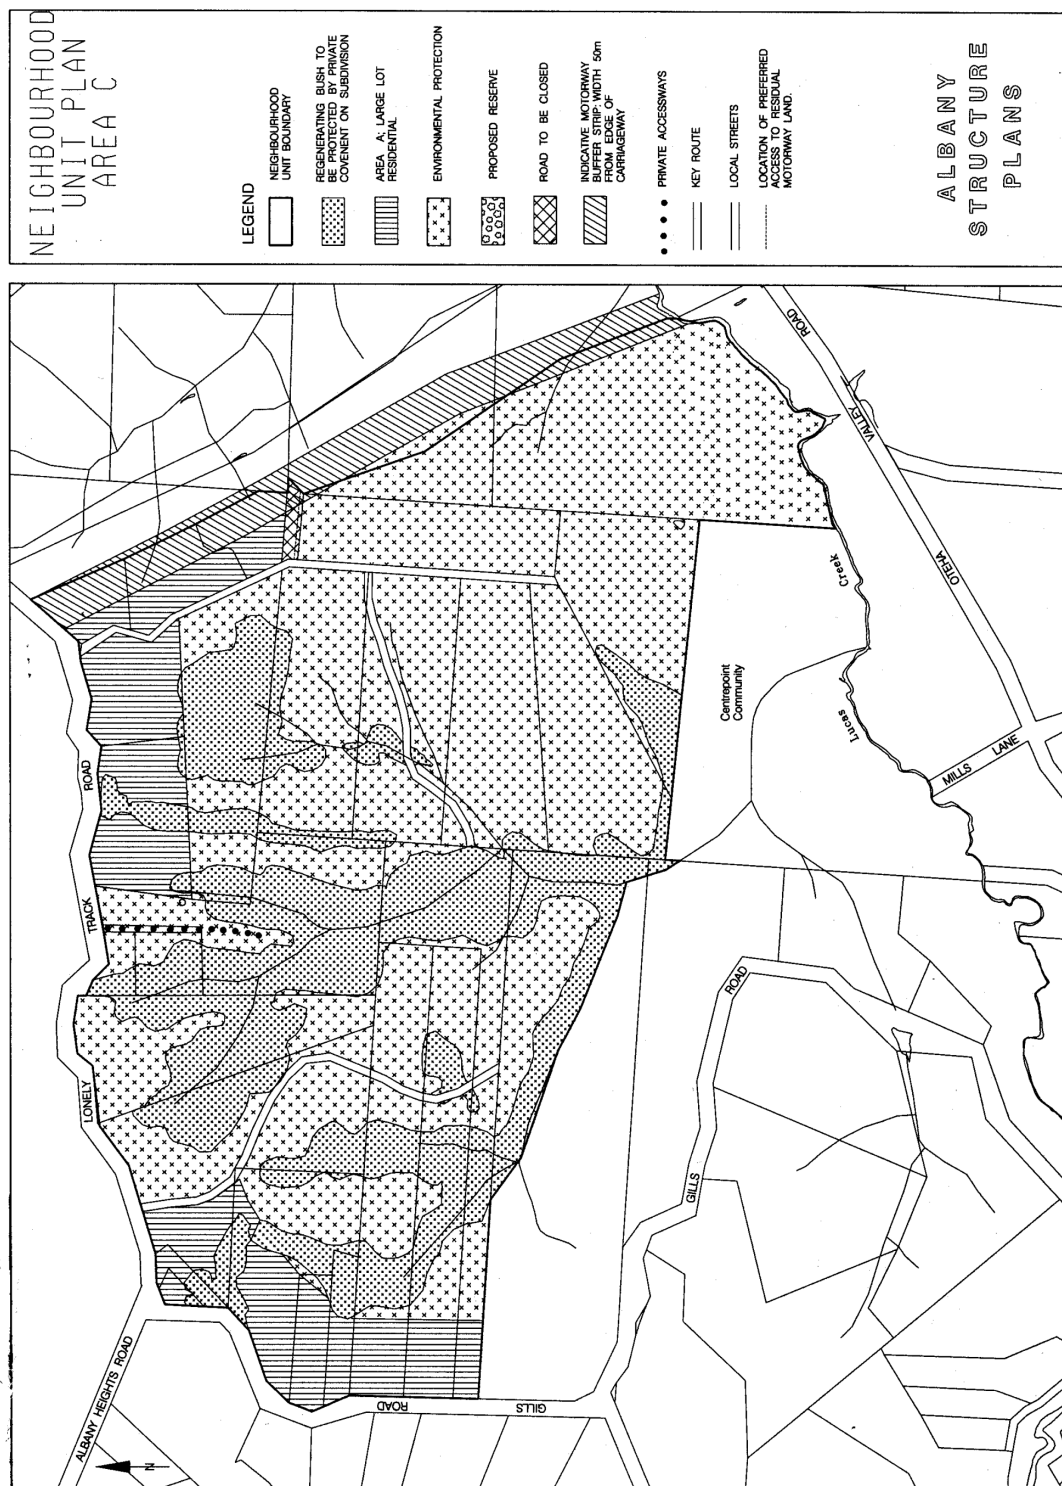 NEIGHBOURHOOD
UNIT PLAN
AREA C
LEGEND
NEIGHBOURHOOD
UNIT BOUNDARY
REGENERATING BUSH TO
BE PROTECTED BY PRIVATE
COVENENT ON SUBDIVISION
AREA A: LARGE LOT
RESIDENTIAL
ENVIRONMENTAL PROTECTION
PROPOSED RESERVE
ROAD TO BE CLOSED
INDICATIVE MOTORWAY
BUFFER STRIP: WIDTH 50m
FROM EDGE OF
CARRIAGEWAY
PRIVATE ACCESSWAYS
KEY ROUTE
LOCAL STREETS
LOCATION OF PREFERRED
ACCESS TO RESIDUAL
MOTORWAY LAND.
ALBANY
STRUCTURE
PLANS
ALBANY HEIGHTS ROAD
LONELY
TRACK
ROAD
GILLS
ROAD
GILLS
ROAD
Centrepoint
Community
Lucas
Creek
MILLS
LANE
OTEHA
VALLEY
ROAD
N